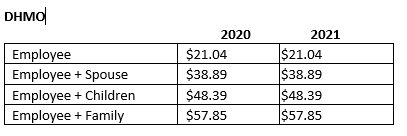 DHMO
2020 2021
Employee $21.04 $21.04
Employee + Spouse $38.89 $38.89
Employee + Children $48.39 $48.39
Employee + Family $57.85 $57.85